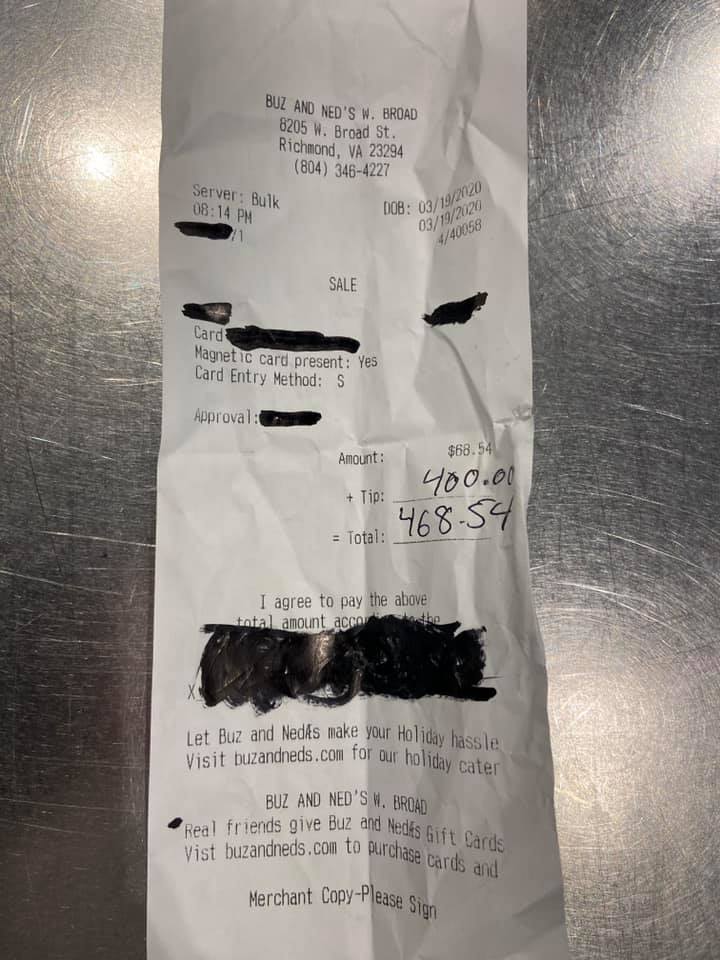 BUZ AND NED'S W. BROAD
8205 W. Broad St.
Richmond, VA 23294
(804) 346-4227
Server: Bulk DOB: 03/19/2020
08:14 PM 03/19/2020
/1 4/40058
SALE
Card
Magnetic card present: Yes
Card Entry Method: S
Approval:
Amount: $68.54
+ Tip: 400.00
= Total: 468.54
I agree to pay the above
total amount the
X
Let Buz and NedÆs make your Holiday hassle
Visit buzandneds.com for our holiday cater
BUZ AND NED'S W. BROAD
Real friends give Buz and NedÆs Gift Cards
Vist buzandneds.com to purchase cards and
Merchant Copy-Please Sign